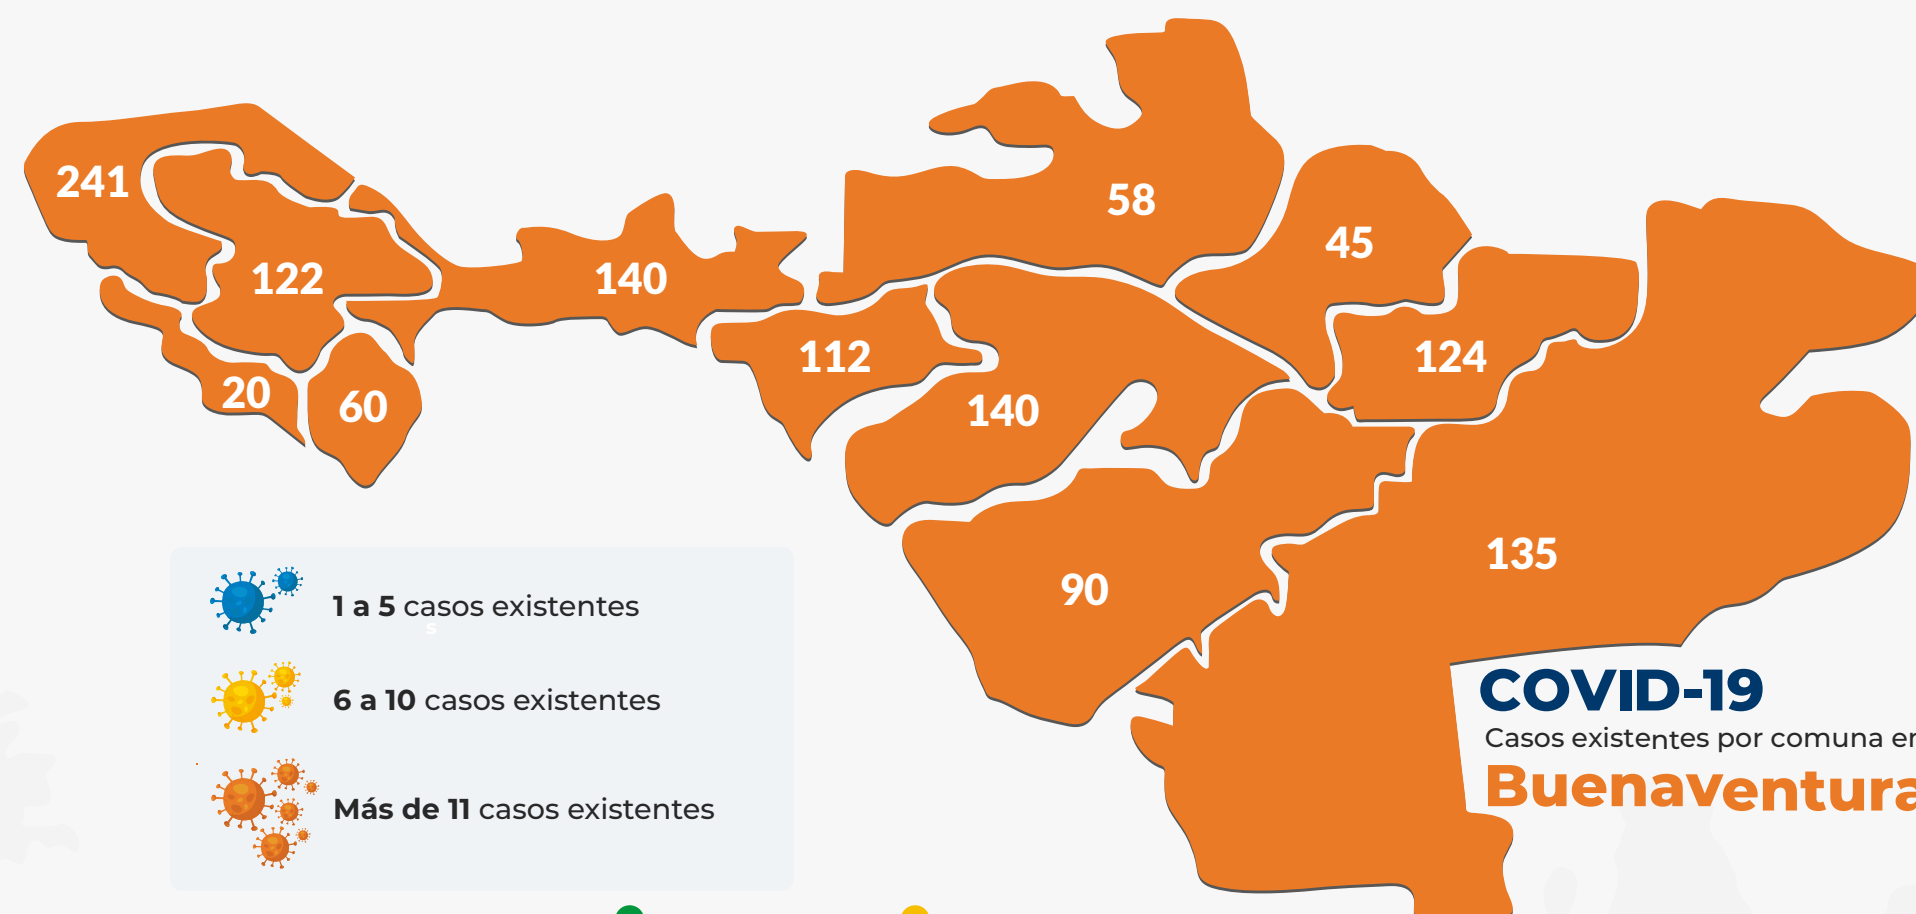 241
122
140
58
45
20
60
112
140
124
90
135
1 a 5 casos existentes
s
6 a 10 casos existentes
Más de 11 casos existentes
COVID-19
Casos existentes por comuna en
Buenaventura